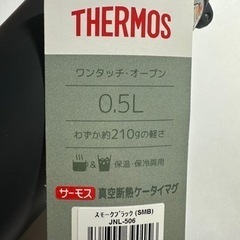 THERMOS
ワンタッチ・オープン
0.5L
わずか約210gの軽さ
& 保温・保冷両用
サーモス 真空断熱ケータイマグ
スモークブラック(SMB)
JNL-506